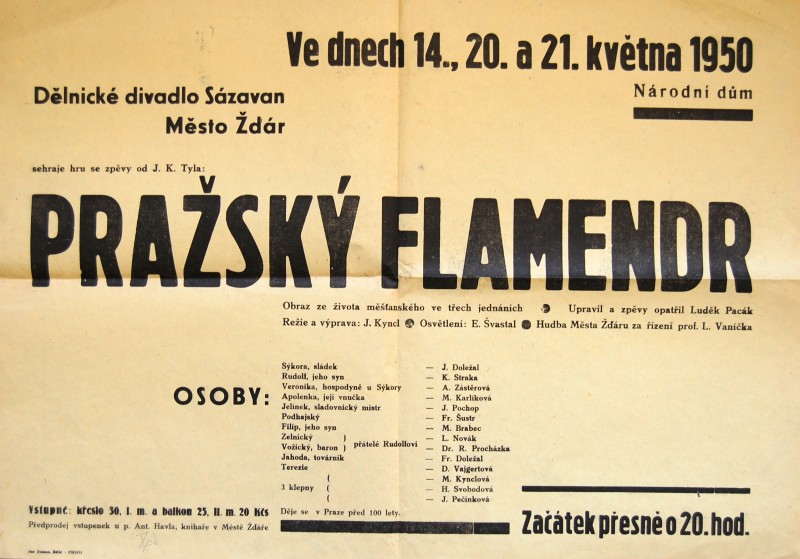 Ve dnech 14., 20. a 21. května 1950
Národní dům
Dělnické divadlo Sázavan
Město Ždár
sehraje hru se zpěvy od J. K. Tyla:
PRAŽSKÝ FLAMENDR
Obraz ze života měšťanského ve třech jednáních Upravil a zpěvy opatřil Luděk Pacák
Režie a výprava: J. Kyncl Osvětlení: E. Švastal Hudba Města Žďáru za řízení prof. L. Vaníčka
OSOBY:
Sýkora, sládek — J. Doležal
Rudolf, jeho syn — K. Straka
Veronika, hospodyně u Sýkory — A. Zástěrová
Apolenka, její vnučka — M. Karlíková
Jelínek, sladovnický mistr — J. Pochop
Podhajský — Fr. Šustr
Filip, jeho syn — M. Brabec
Zelnický ) — L. Novák
přátelé Rudolfovi
Vožický, baron ) — Dr. R. Procházka
Jahoda, továrník — Fr. Doležal
Terezie — D. Vajgertová
( — M. Kynclová
3 klepny ( — H. Svobodová
( — J. Pečinková
Děje se v Praze před 100 lety.
Vstupné: křeslo 30, I. m. a balkon 25, II. m. 20 Kčs
Předprodej vstupenek u p. Ant. Havla, knihaře v Městě Žďáře
Začátek přesně o 20. hod.